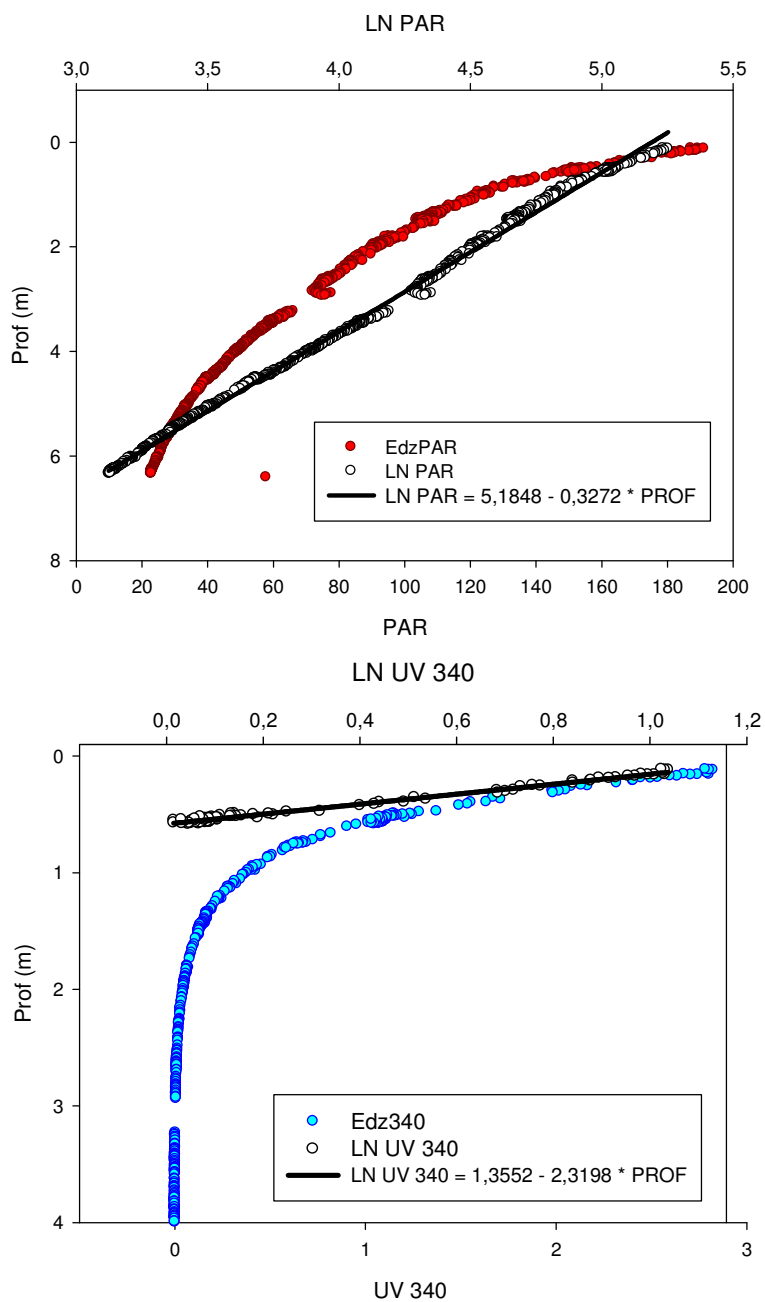 LN PAR
3,0 3,5 4,0 4,5 5,0 5,5
Prof (m)
0
2
4
6
8
EdzPAR
LN PAR
LN PAR = 5,1848 - 0,3272 * PROF
0 20 40 60 80 100 120 140 160 180 200
PAR
LN UV 340
0,0 0,2 0,4 0,6 0,8 1,0 1,2
Prof (m)
0
1
2
3
4
Edz340
LN UV 340
LN UV 340 = 1,3552 - 2,3198 * PROF
0 1 2 3
UV 340